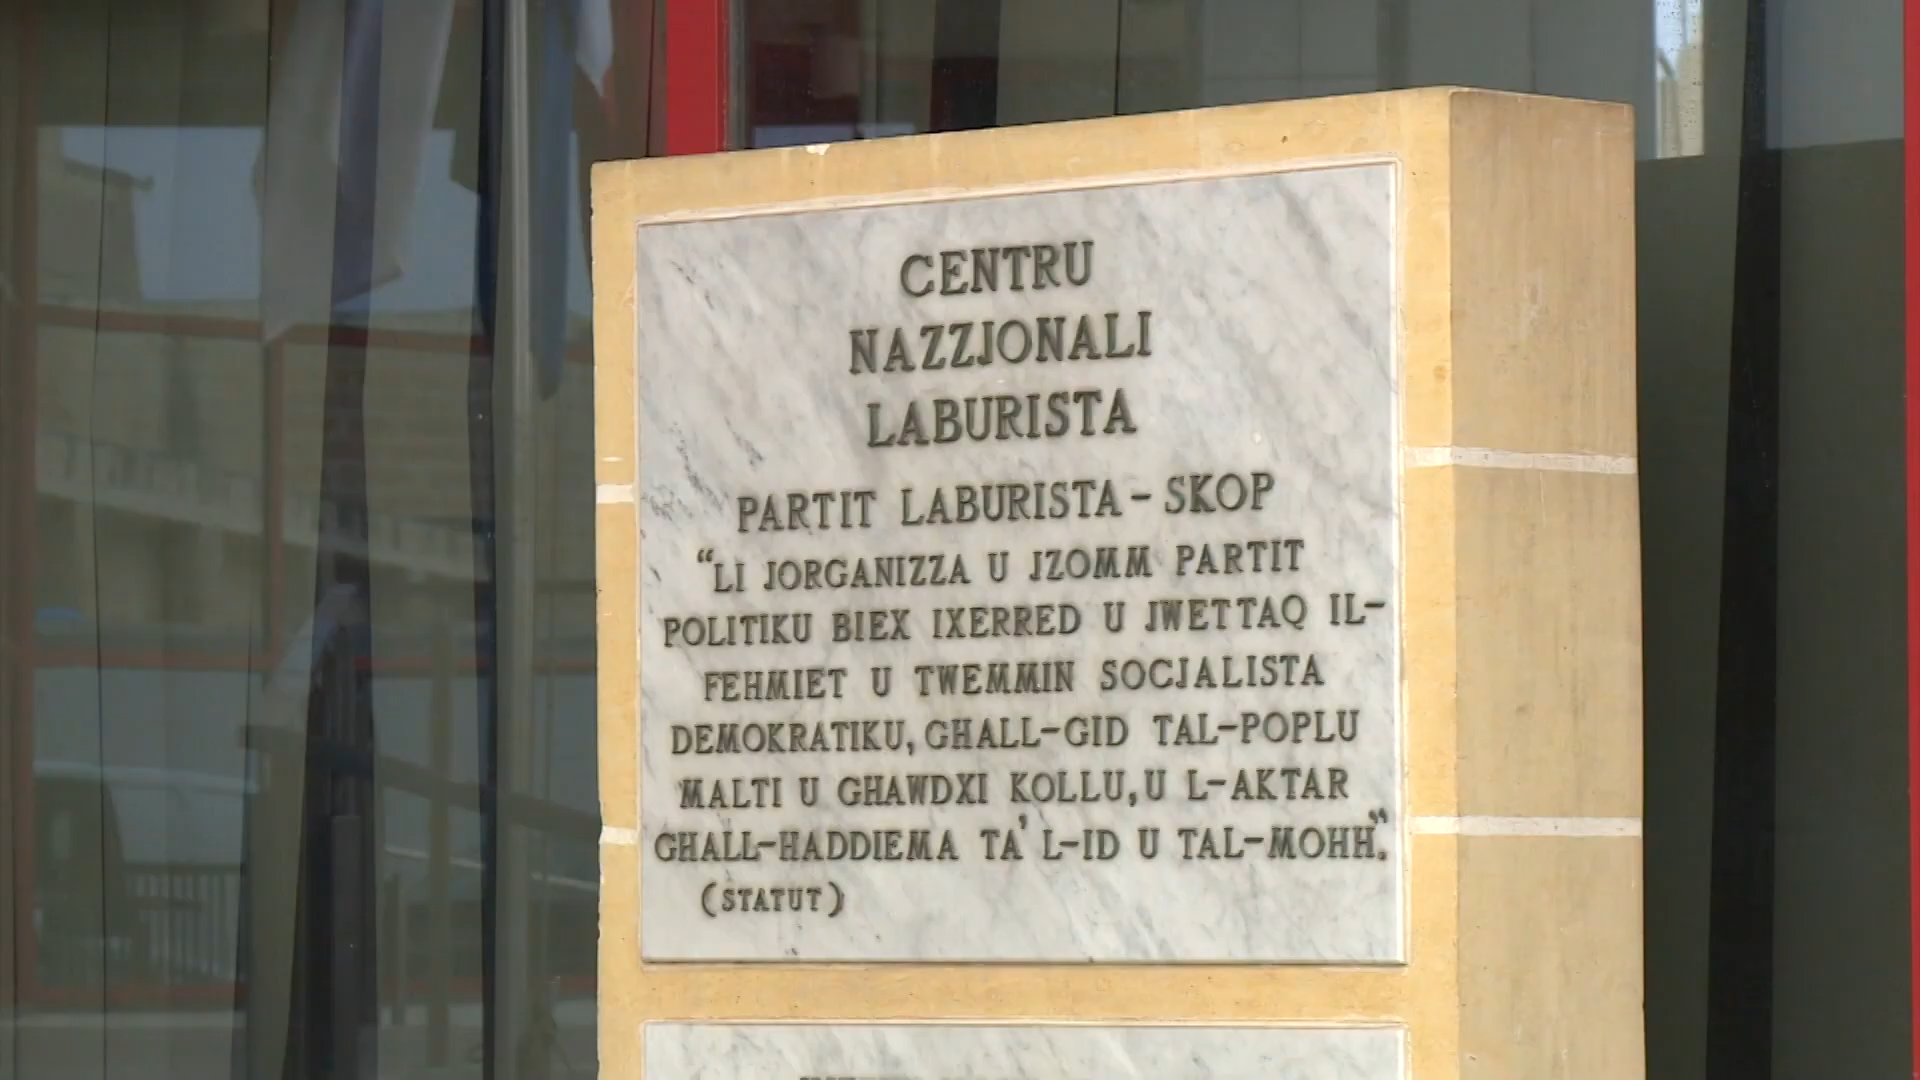 CENTRU
NAZZJONALI
LABURISTA
PARTIT LABURISTA - SKOP
“LI JORGANIZZA U JZOMM PARTIT
POLITIKU BIEX IXERRED U JWETTAQ IL-
FEHMIET U TWEMMIN SOCJALISTA
DEMOKRATIKU, GHALL-GID TAL-POPLU
MALTI U GHAWDXI KOLLU, U L-AKTAR
GHALL-HADDIEMA TA' L-ID U TAL-MOHH.”
(STATUT)